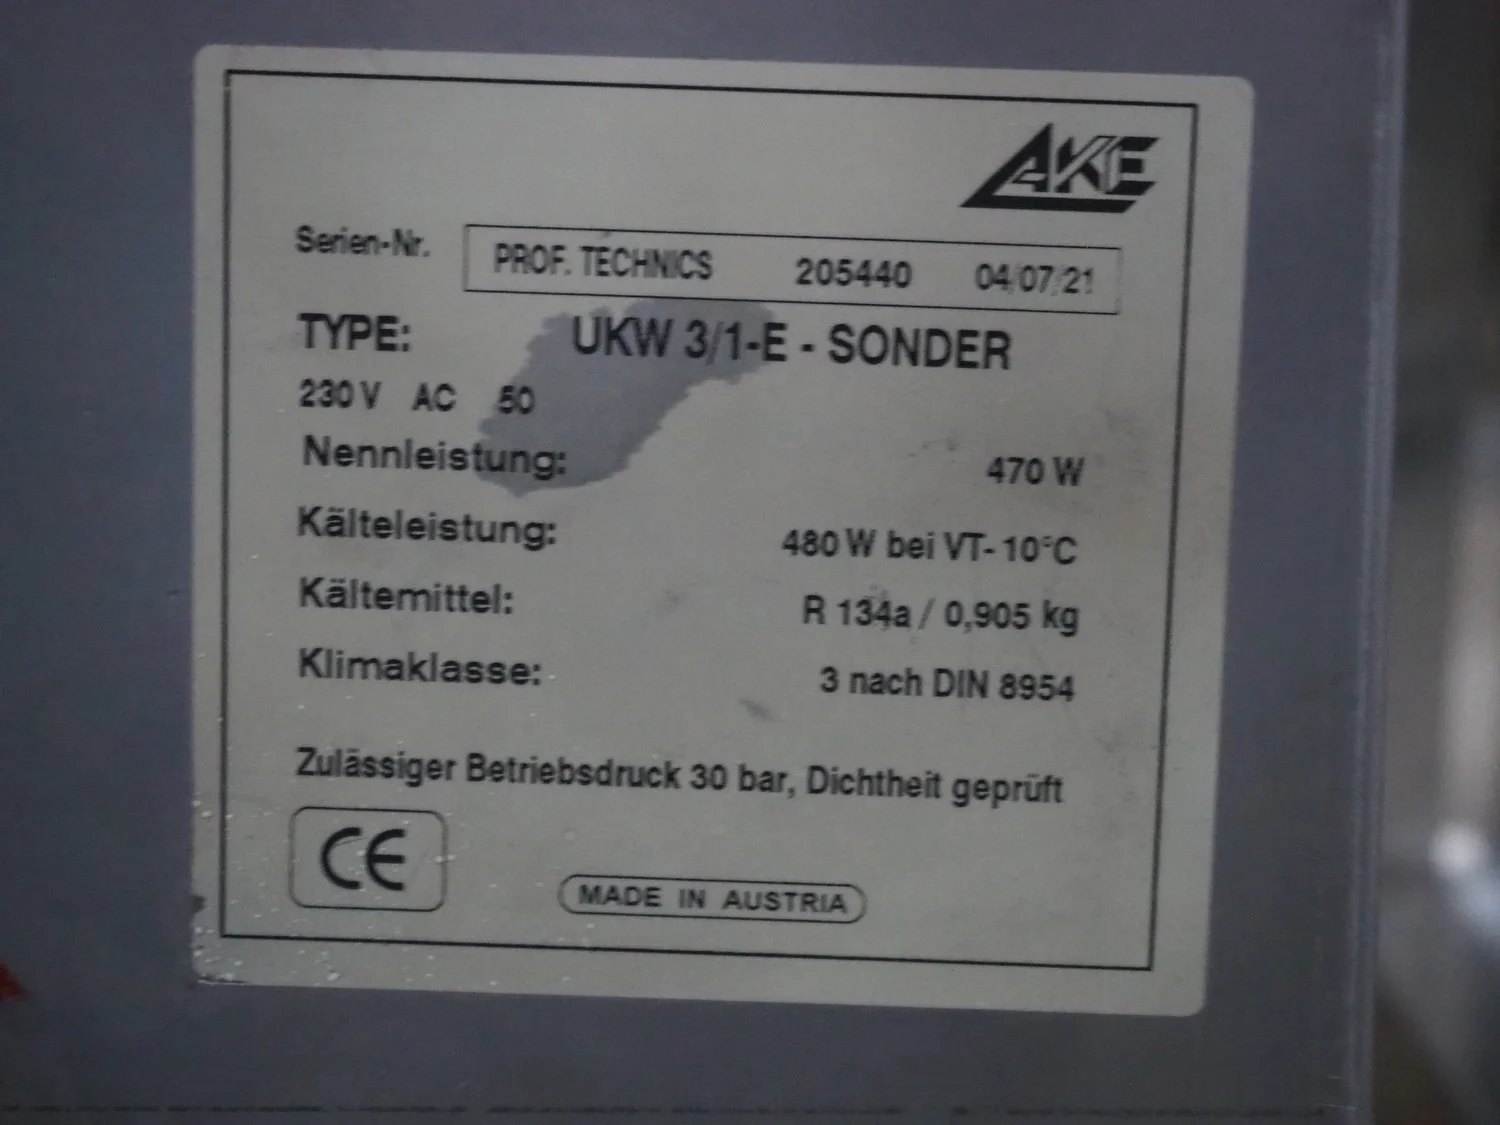 AKE
Serien-Nr. PROF. TECHNICS 205440 04/07/21
TYPE: UKW 3/1-E - SONDER
230 V AC 50
Nennleistung: 470 W
Kälteleistung: 480 W bei VT- 10°C
Kältemittel: R 134a / 0,905 kg
Klimaklasse: 3 nach DIN 8954
Zulässiger Betriebsdruck 30 bar, Dichtheit geprüft
CE
MADE IN AUSTRIA